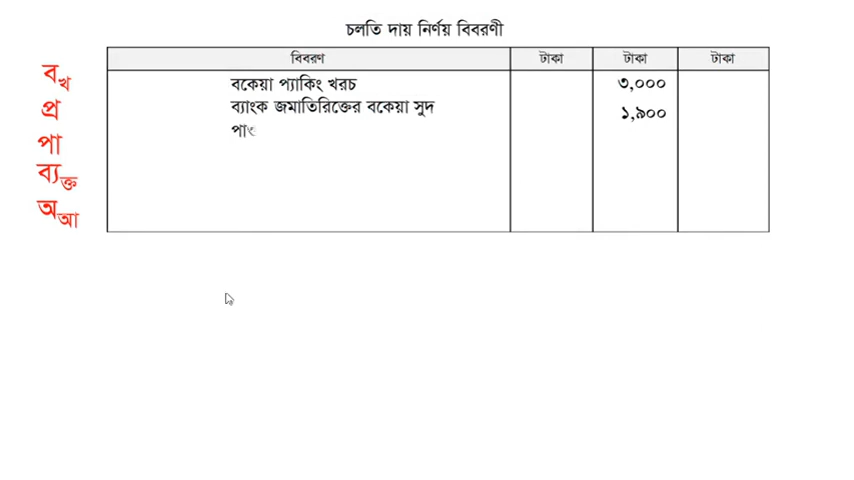 চলতি দায় নির্ণয় বিবরণী
বিবরণ টাকা টাকা টাকা
বকেয়া প্যাকিং খরচ ৩,০০০
ব্যাংক জমাতিরিক্তের বকেয়া সুদ ১,৯০০
বখ
প্র
পা
ব্যক্ত
অআ